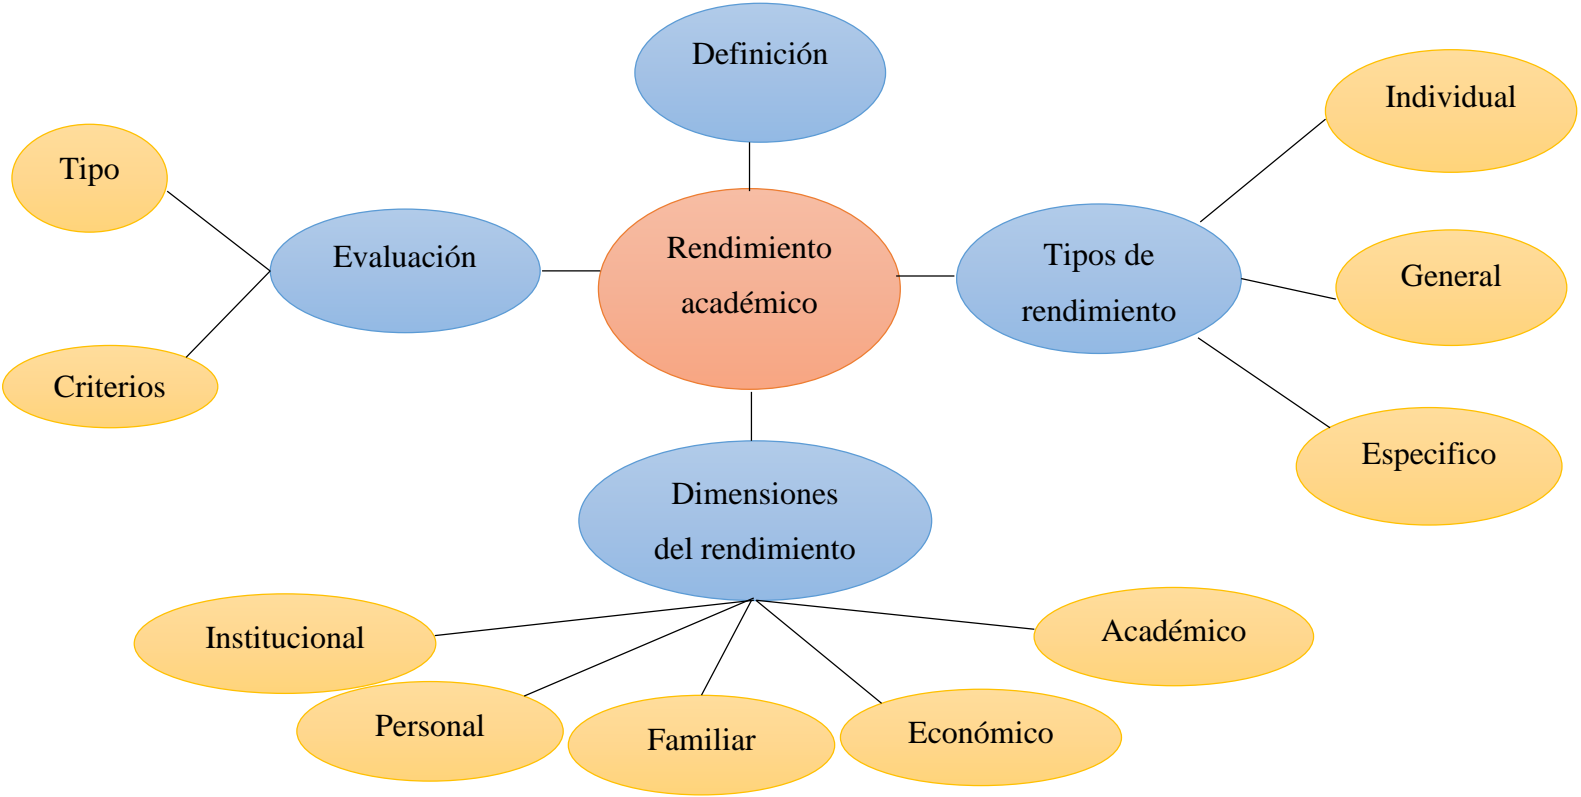 Definición
Individual
Tipo
Evaluación
Rendimiento
académico
Tipos de
rendimiento
General
Criterios
Especifico
Dimensiones
del rendimiento
Institucional
Personal
Familiar
Económico
Académico